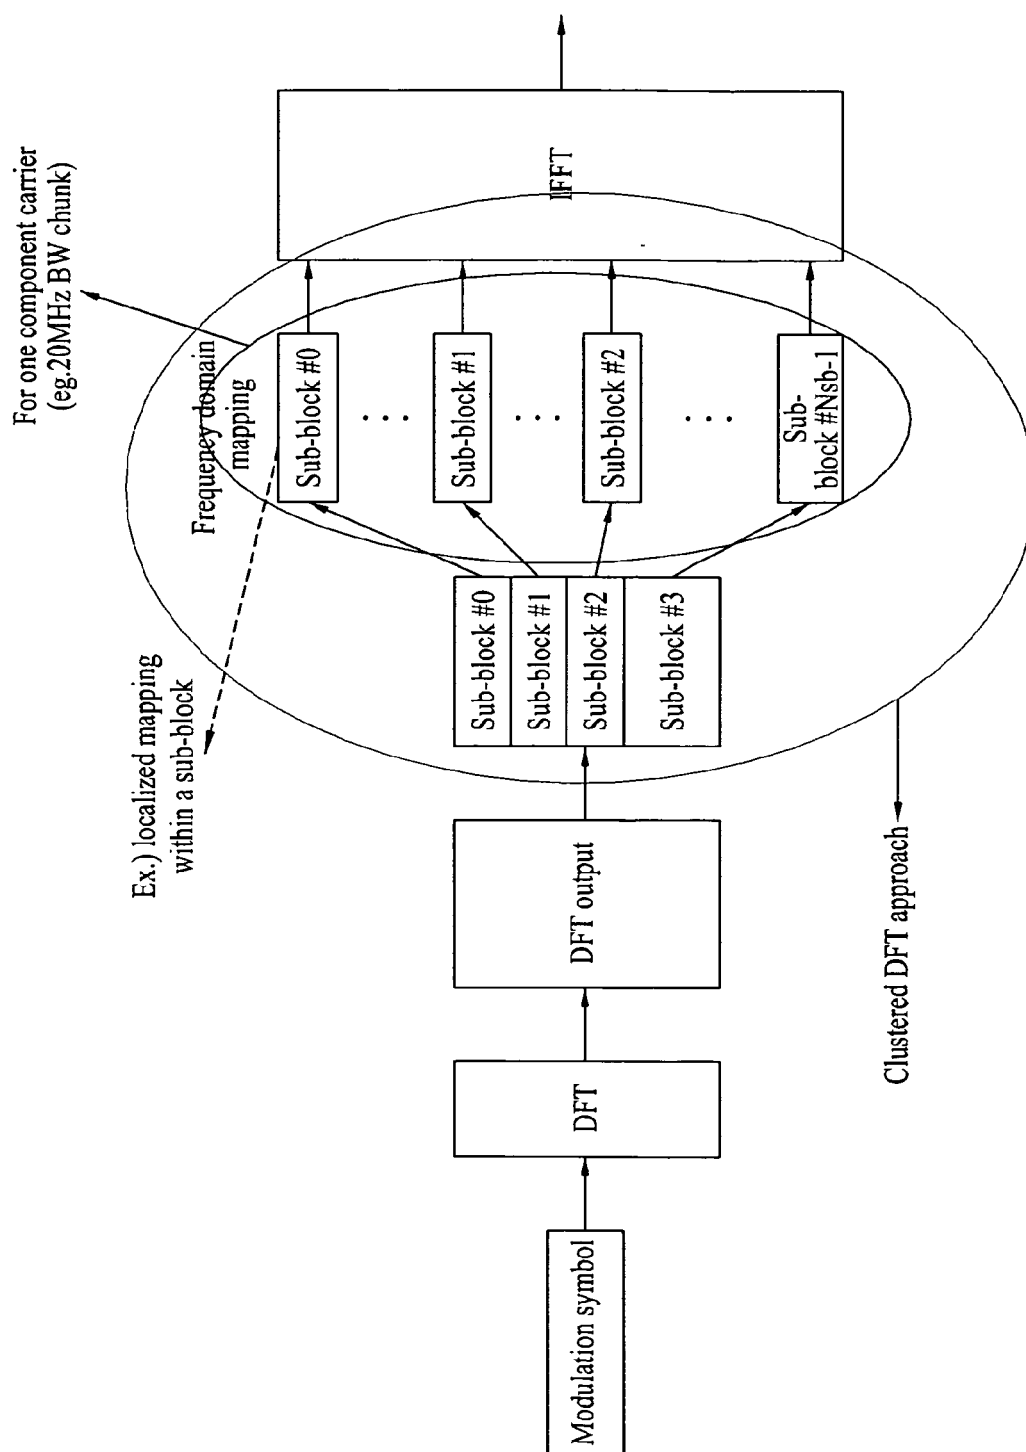 For one component carrier
(eg.20MHz BW chunk)
Ex.) localized mapping
within a sub-block
Frequency domain
mapping
Modulation symbol
DFT
DFT output
Sub-block #0
Sub-block #1
Sub-block #2
Sub-block #3
Sub-block #0
. . .
Sub-block #1
. . .
Sub-block #2
. . .
Sub-
block #Nsb-1
IFFT
Clustered DFT approach